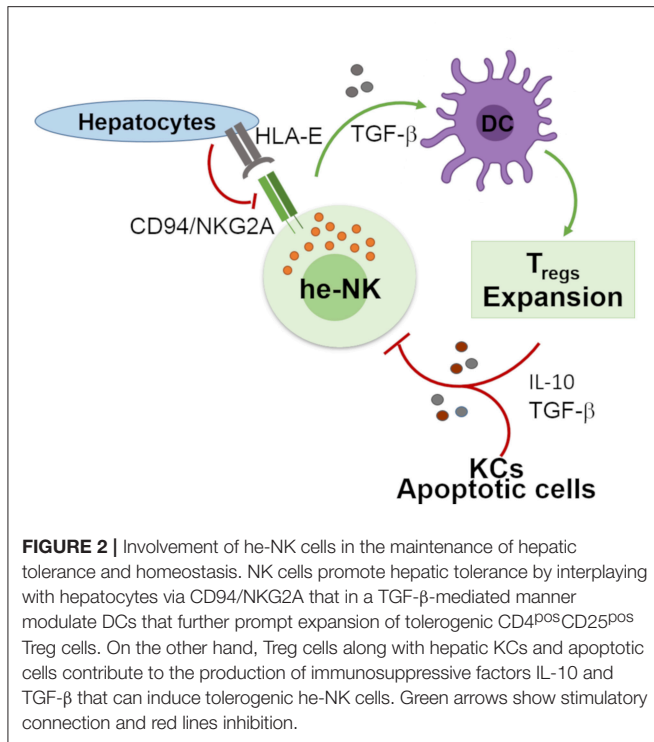 Hepatocytes
HLA-E
TGF-β
DC
CD94/NKG2A
he-NK
Tregs
Expansion
IL-10
TGF-β
KCs
Apoptotic cells
FIGURE 2 | Involvement of he-NK cells in the maintenance of hepatic
tolerance and homeostasis. NK cells promote hepatic tolerance by interplaying
with hepatocytes via CD94/NKG2A that in a TGF-β-mediated manner
modulate DCs that further prompt expansion of tolerogenic CD4posCD25pos
Treg cells. On the other hand, Treg cells along with hepatic KCs and apoptotic
cells contribute to the production of immunosuppressive factors IL-10 and
TGF-β that can induce tolerogenic he-NK cells. Green arrows show stimulatory
connection and red lines inhibition.